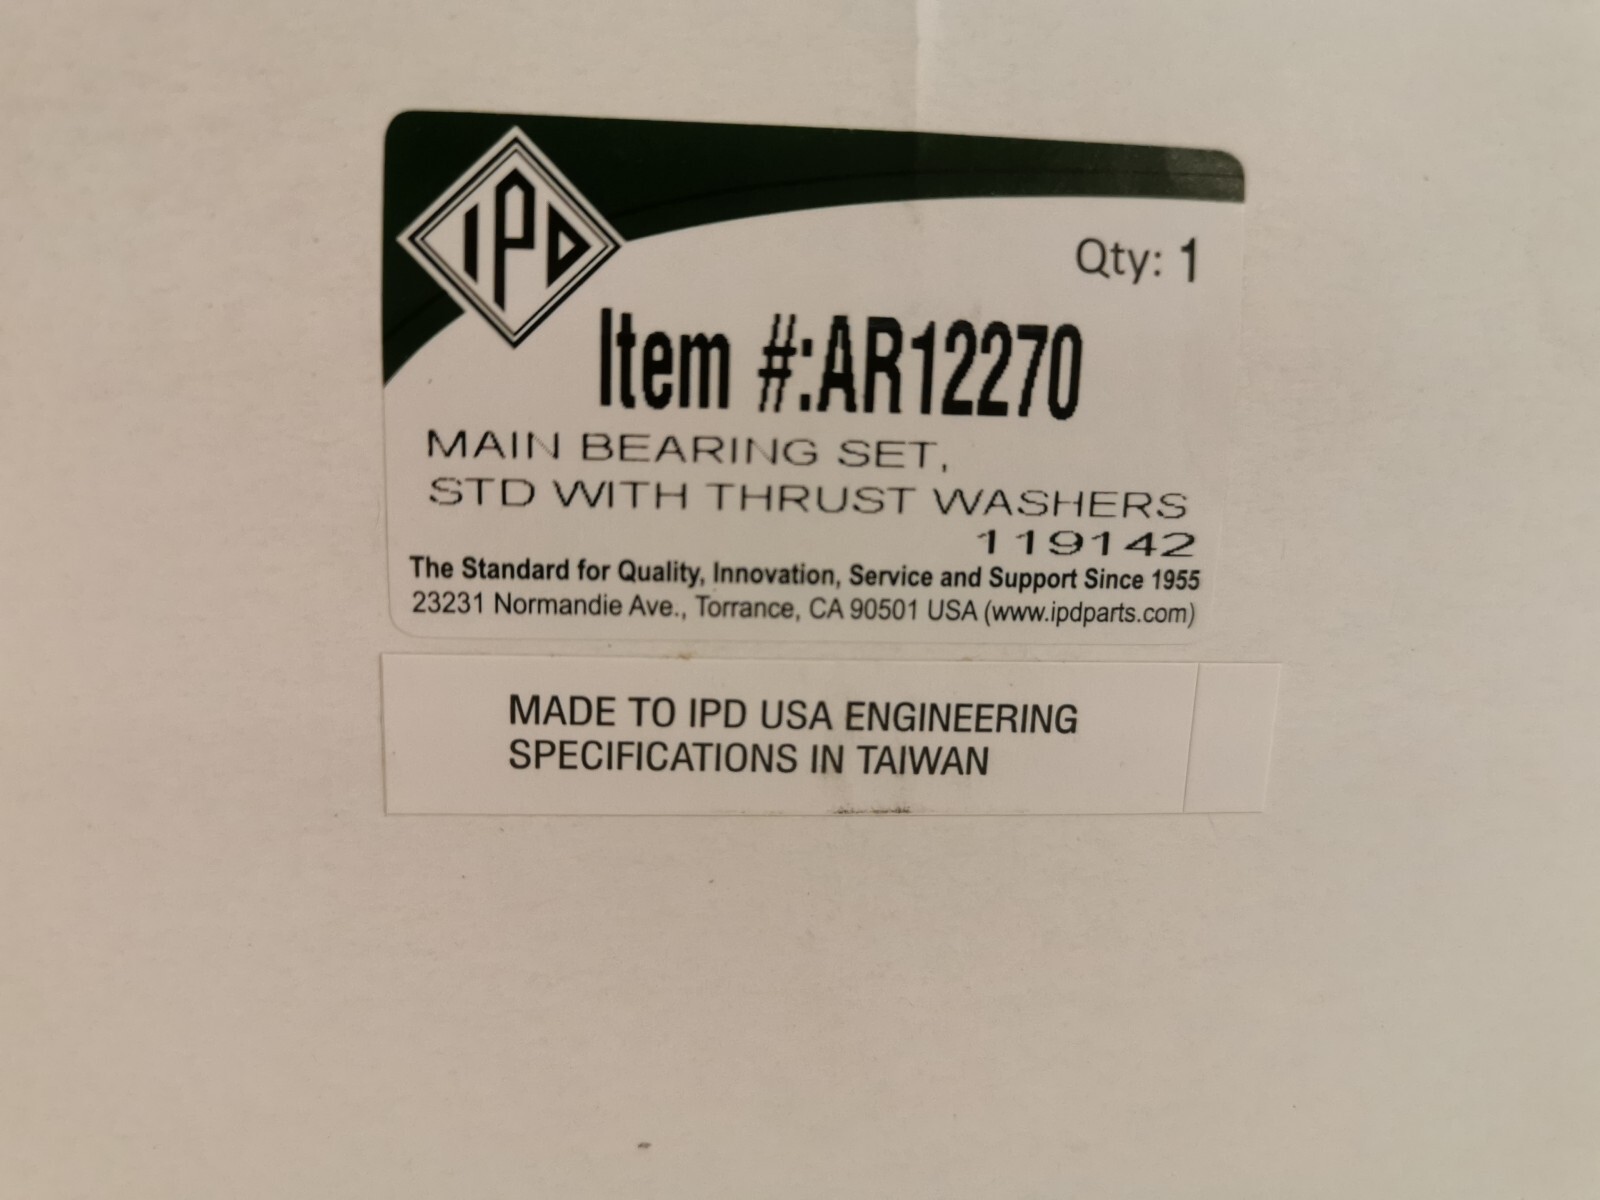 IPD
Qty: 1
Item #:AR12270
MAIN BEARING SET,
STD WITH THRUST WASHERS
119142
The Standard for Quality, Innovation, Service and Support Since 1955
23231 Normandie Ave., Torrance, CA 90501 USA (www.ipdparts.com)
MADE TO IPD USA ENGINEERING
SPECIFICATIONS IN TAIWAN